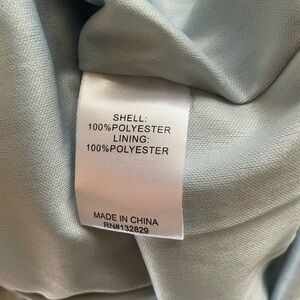 SHELL:
100%POLYESTER
LINING:
100%POLYESTER
MADE IN CHINA
RN#132829